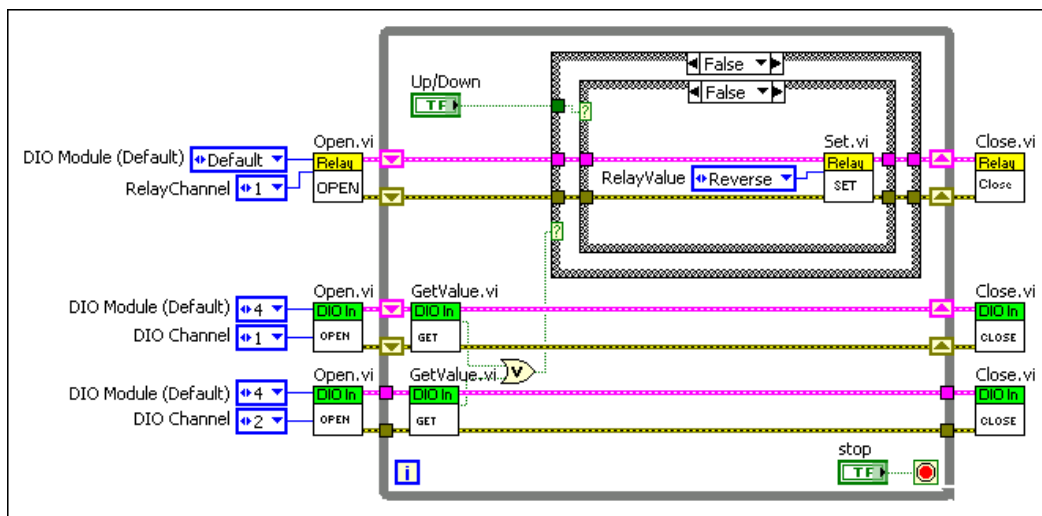 False
Up/Down
False
TF
?
Open.vi
Set.vi
Close.vi
DIO Module (Default) Default
Relay
Relay
Relay
RelayChannel 1
OPEN
RelayValue Reverse
SET
Close
?
Open.vi
GetValue.vi
Close.vi
DIO Module (Default) 4
DIO In
DIO In
DIO In
DIO Channel 1
OPEN
GET
CLOSE
V
Open.vi
GetValue.vi
Close.vi
DIO Module (Default) 4
DIO In
DIO In
DIO In
DIO Channel 2
OPEN
GET
CLOSE
stop
i
TF